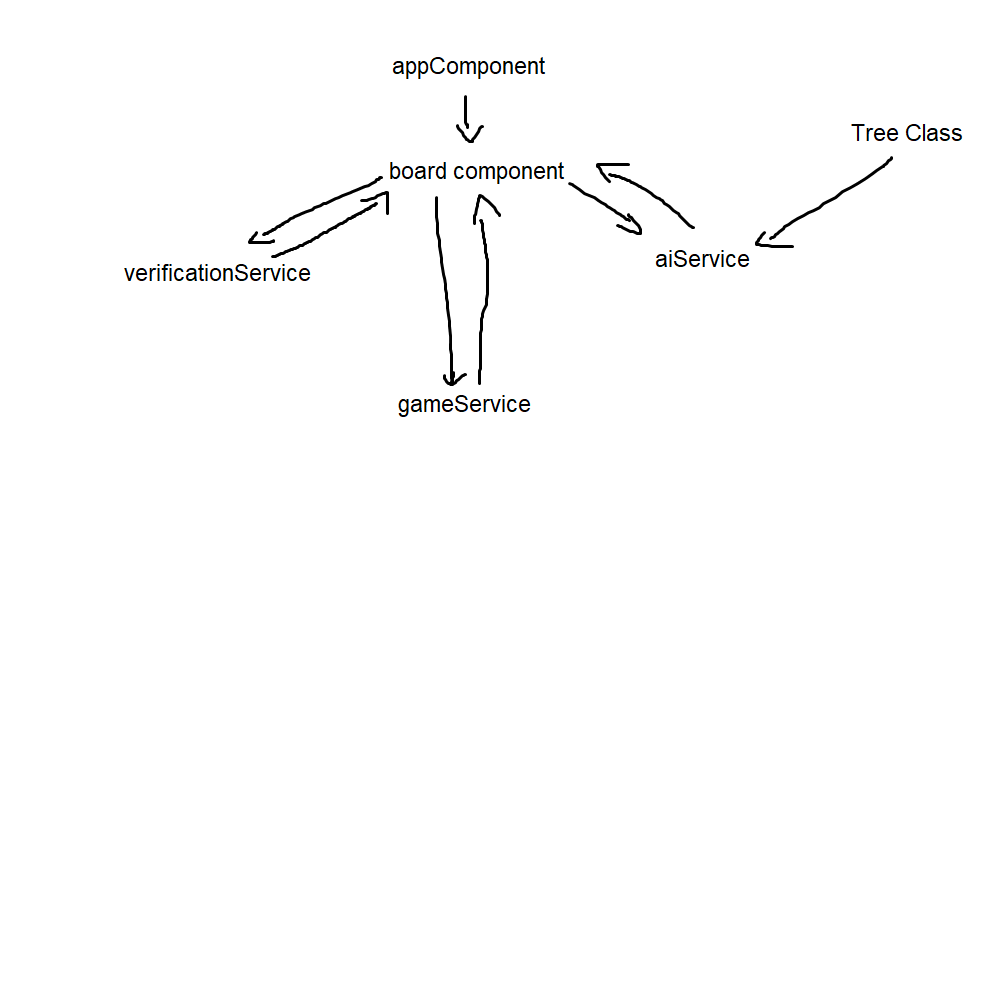 appComponent
Tree Class
board component
aiService
verificationService
gameService